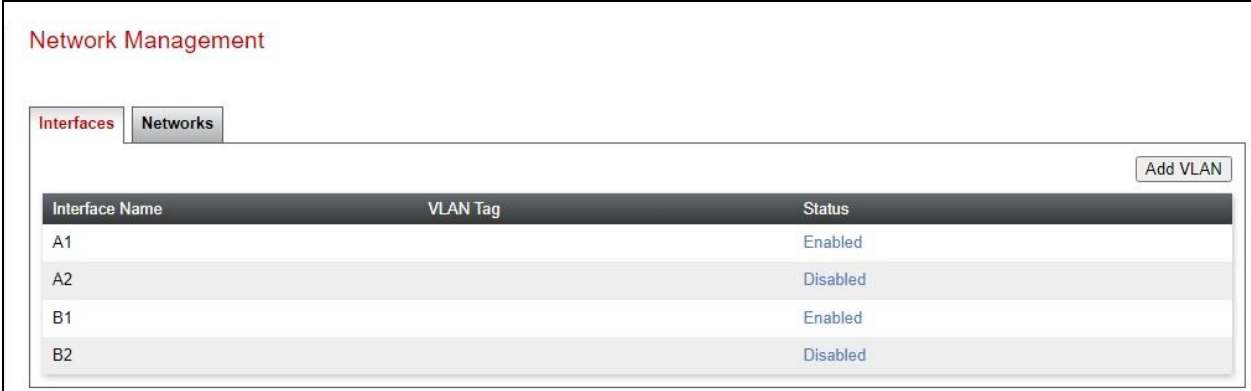 Network Management
Interfaces Networks
Add VLAN
Interface Name VLAN Tag Status
A1 Enabled
A2 Disabled
B1 Enabled
B2 Disabled